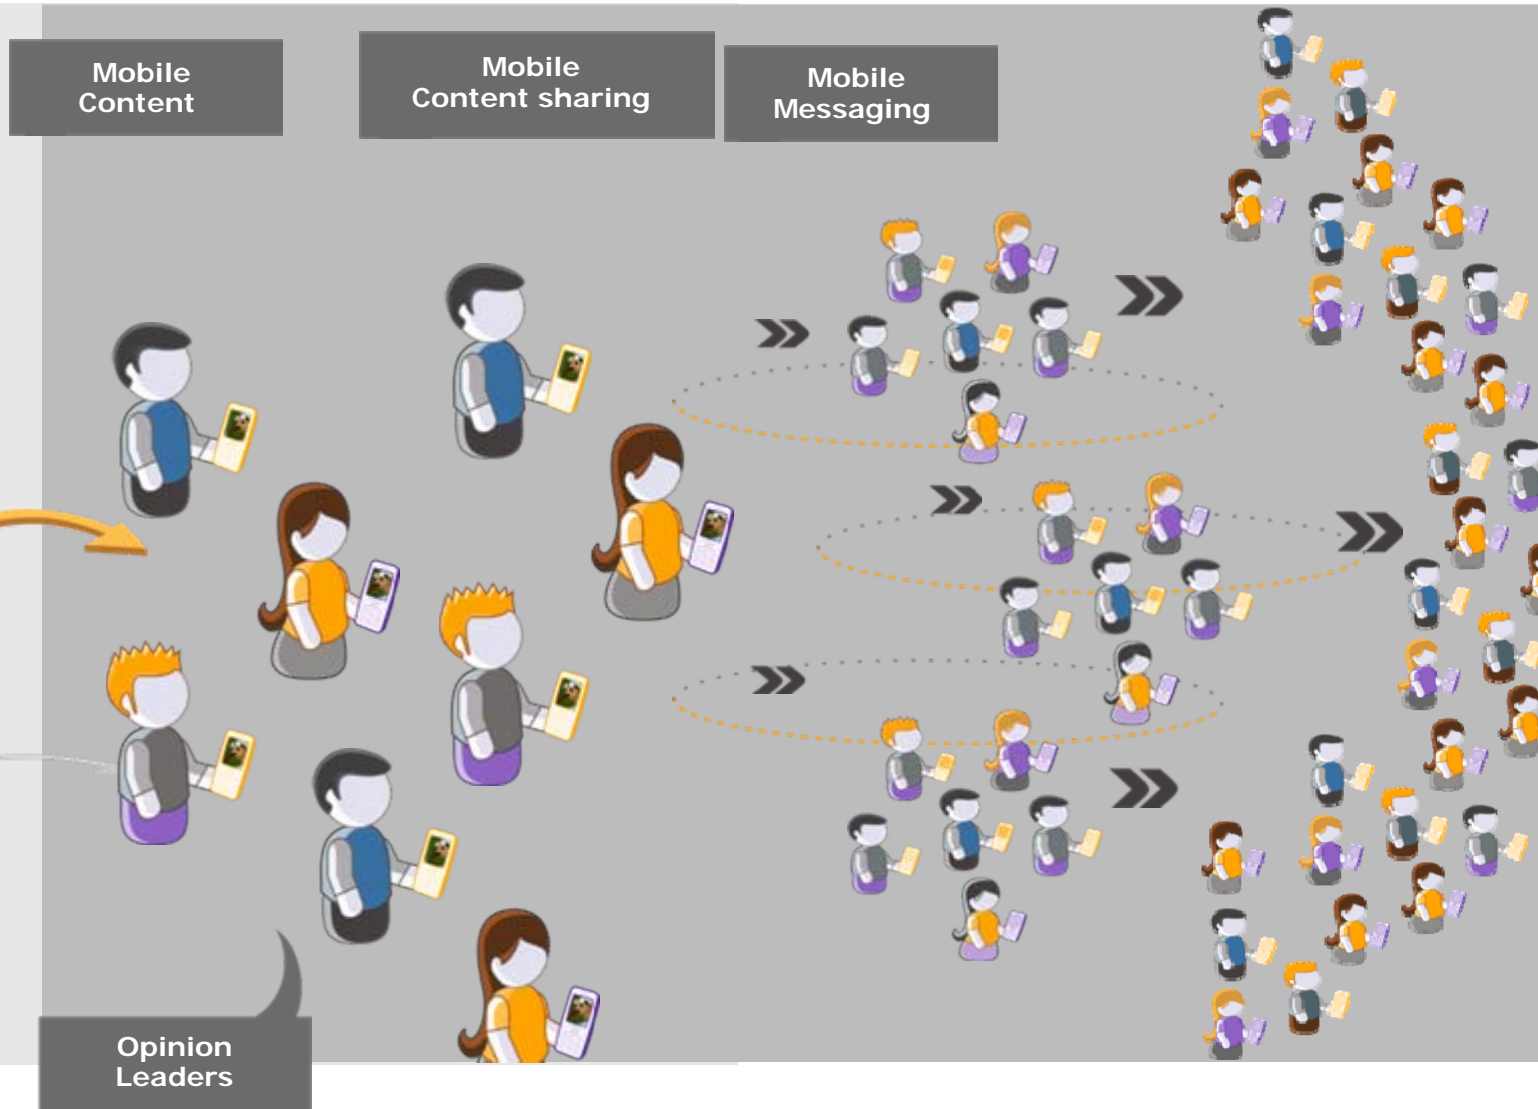 Mobile
Content
Mobile
Content sharing
Mobile
Messaging
Opinion
Leaders